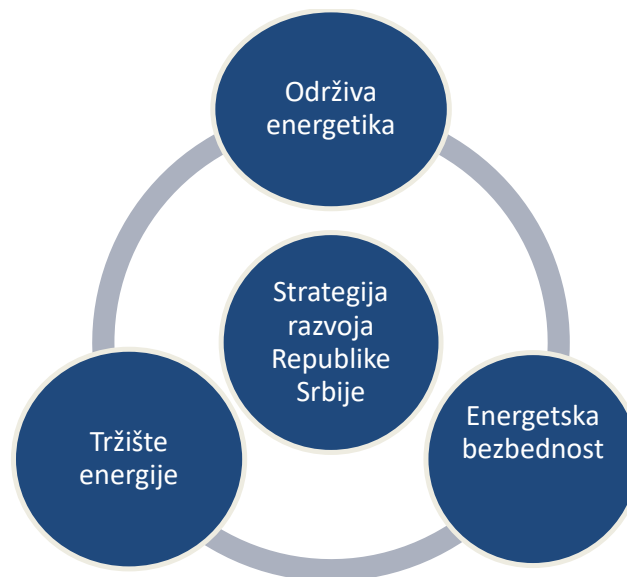 Održiva
energetika
Strategija
razvoja
Republike
Srbije
Tržište
energije
Energetska
bezbednost